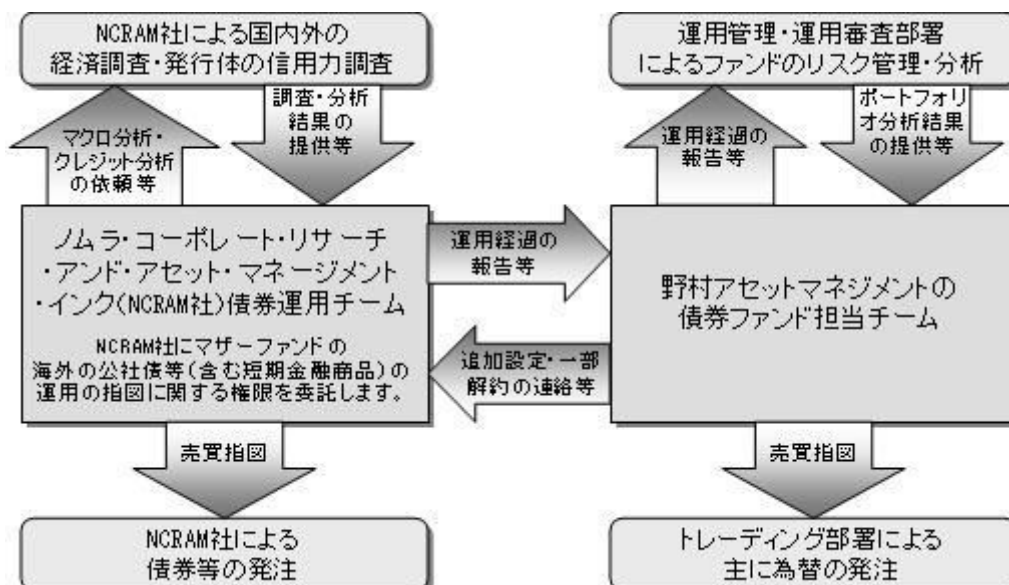 NCRAM社による国内外の
経済調査・発行体の信用力調査
運用管理・運用審査部署
によるファンドのリスク管理・分析
マクロ分析・
クレジット分析
の依頼等
調査・分析
結果の
提供等
運用経過の
報告等
ポートフォリ
オ分析結果
の提供等
ノムラ・コーポレート・リサーチ
・アンド・アセット・マネージメント
・インク(NCRAM社)債券運用チーム
NCRAM社にマザーファンドの
海外の公社債等(含む短期金融商品)の
運用の指図に関する権限を委託します。
運用経過の
報告等
追加設定・一部
解約の連絡等
野村アセットマネジメントの
債券ファンド担当チーム
売買指図
売買指図
NCRAM社による
債券等の発注
トレーディング部署による
主に為替の発注